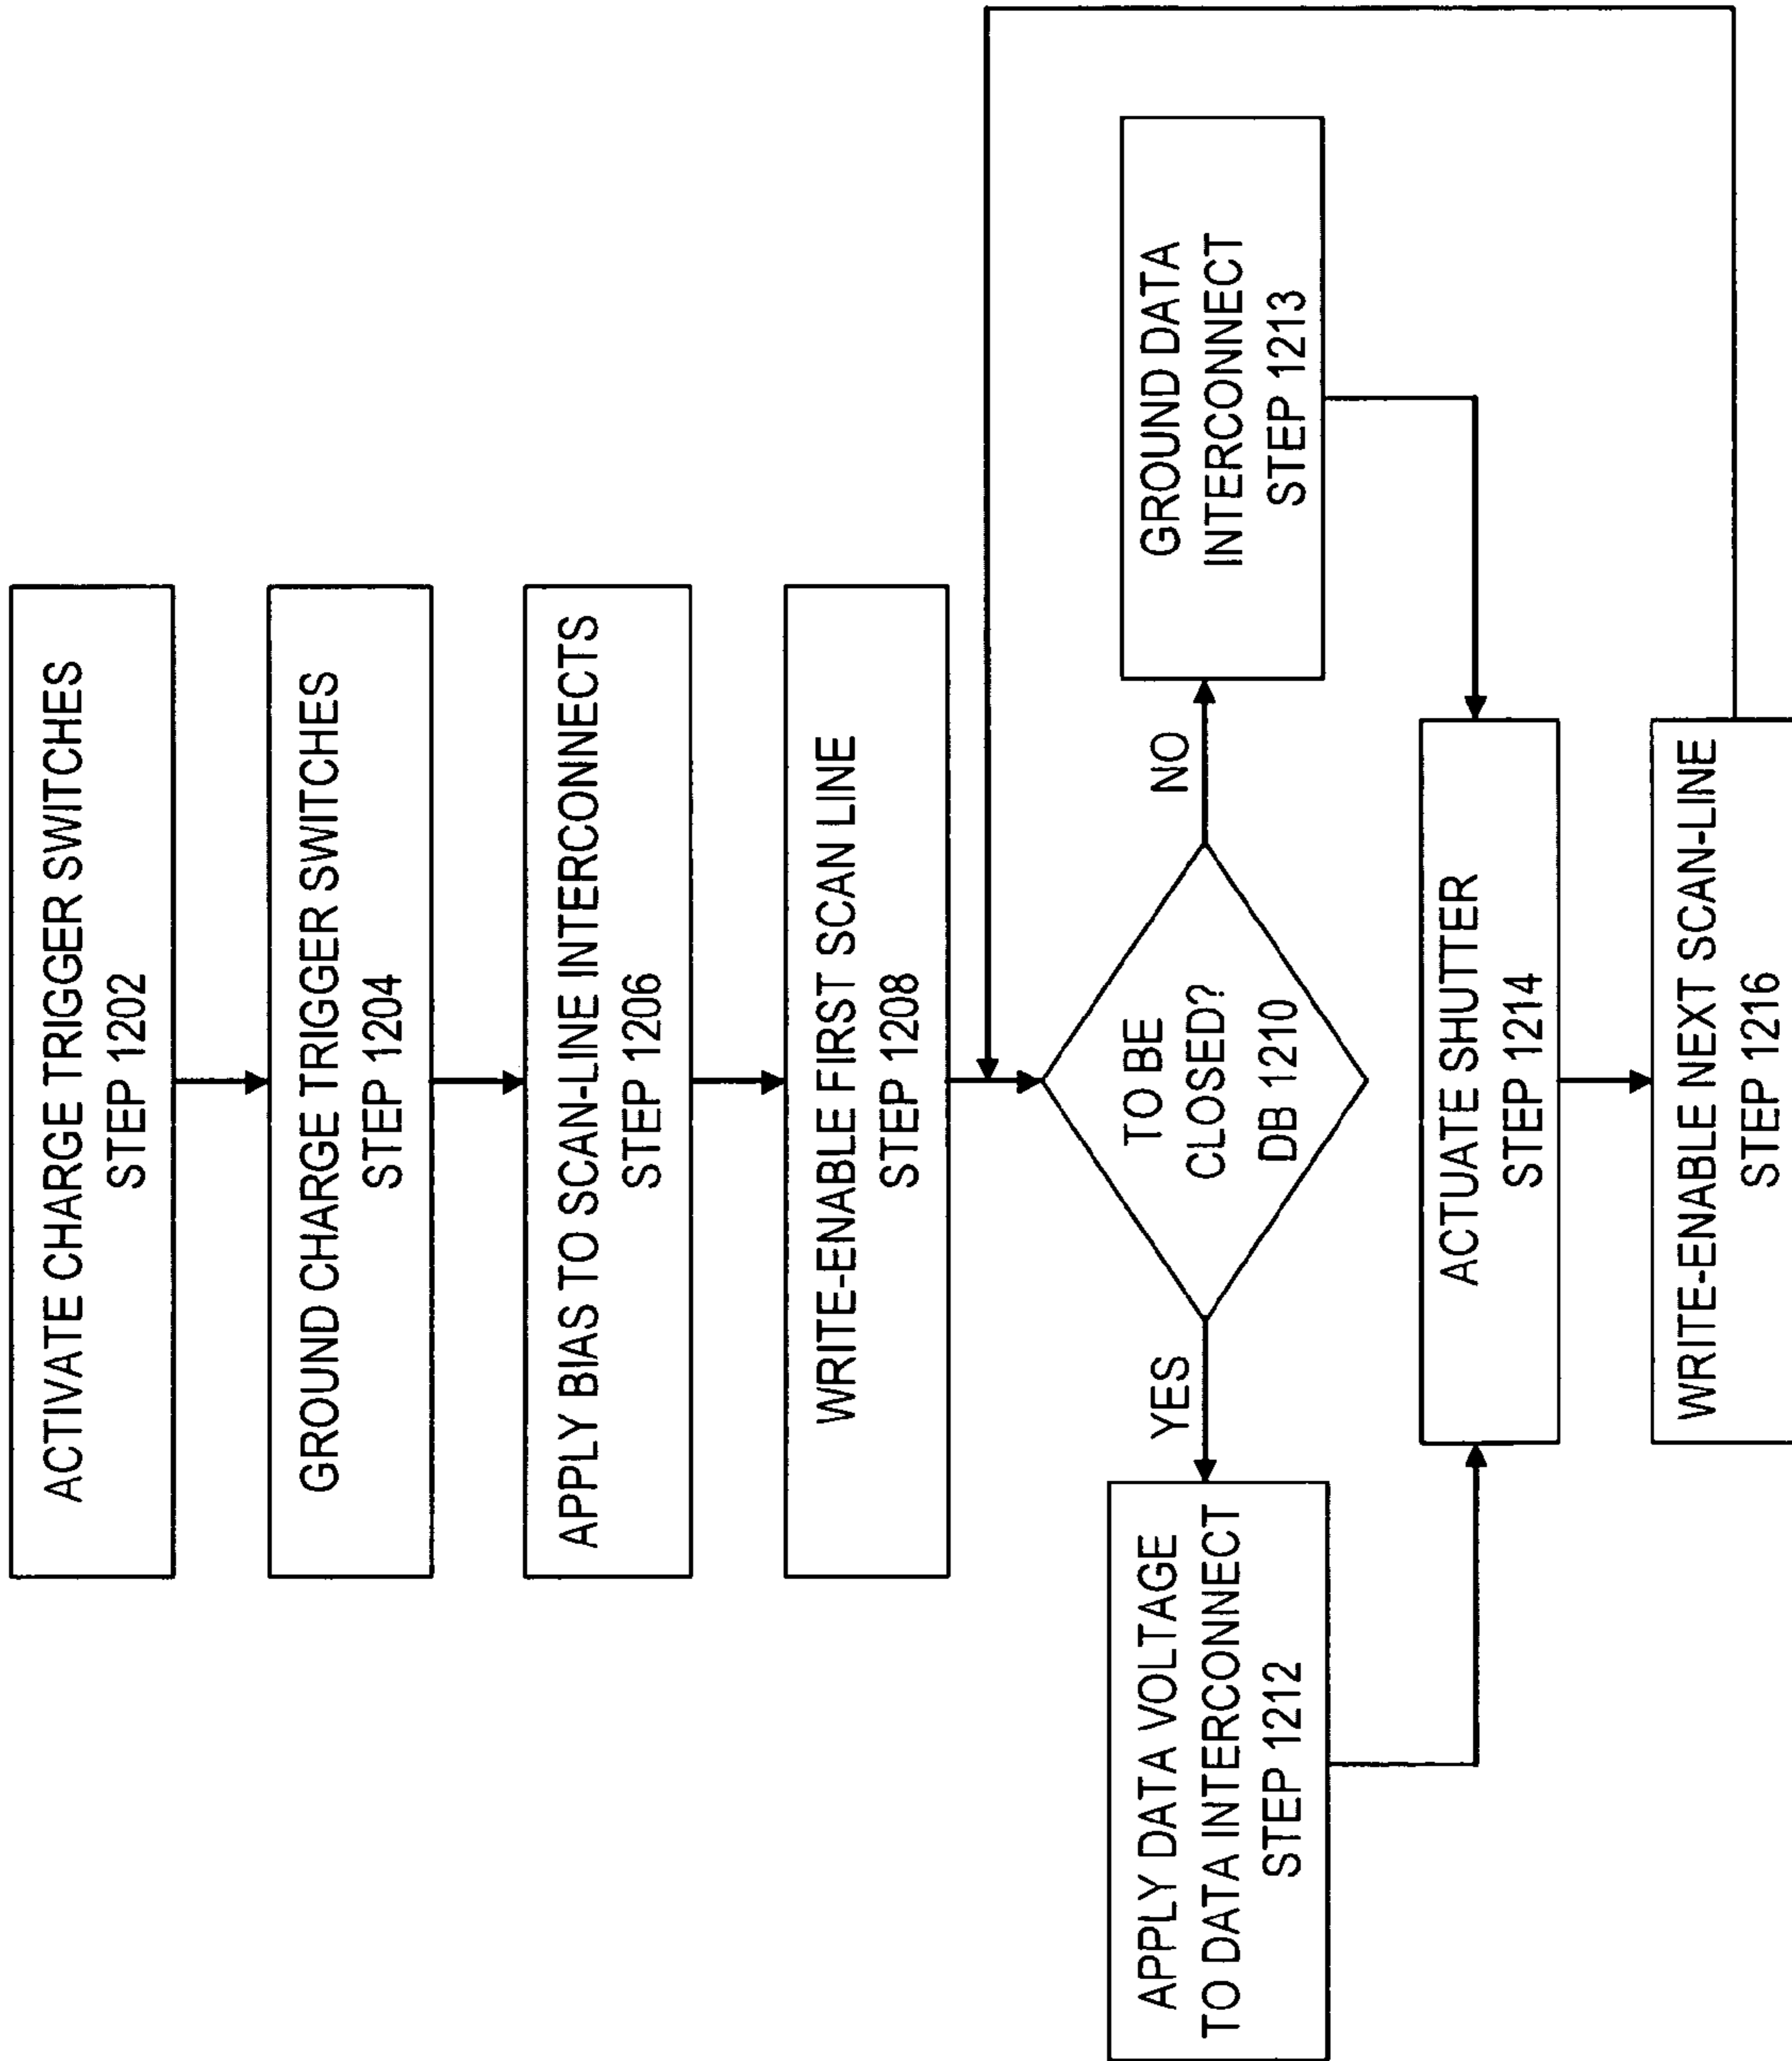 ACTIVATE CHARGE TRIGGER SWITCHES
STEP 1202
GROUND CHARGE TRIGGER SWITCHES
STEP 1204
APPLY BIAS TO SCAN-LINE INTERCONNECTS
STEP 1206
WRITE-ENABLE FIRST SCAN LINE
STEP 1208
TO BE
CLOSED?
DB 1210
YES
NO
APPLY DATA VOLTAGE
TO DATA INTERCONNECT
STEP 1212
GROUND DATA
INTERCONNECT
STEP 1213
ACTUATE SHUTTER
STEP 1214
WRITE-ENABLE NEXT SCAN-LINE
STEP 1216